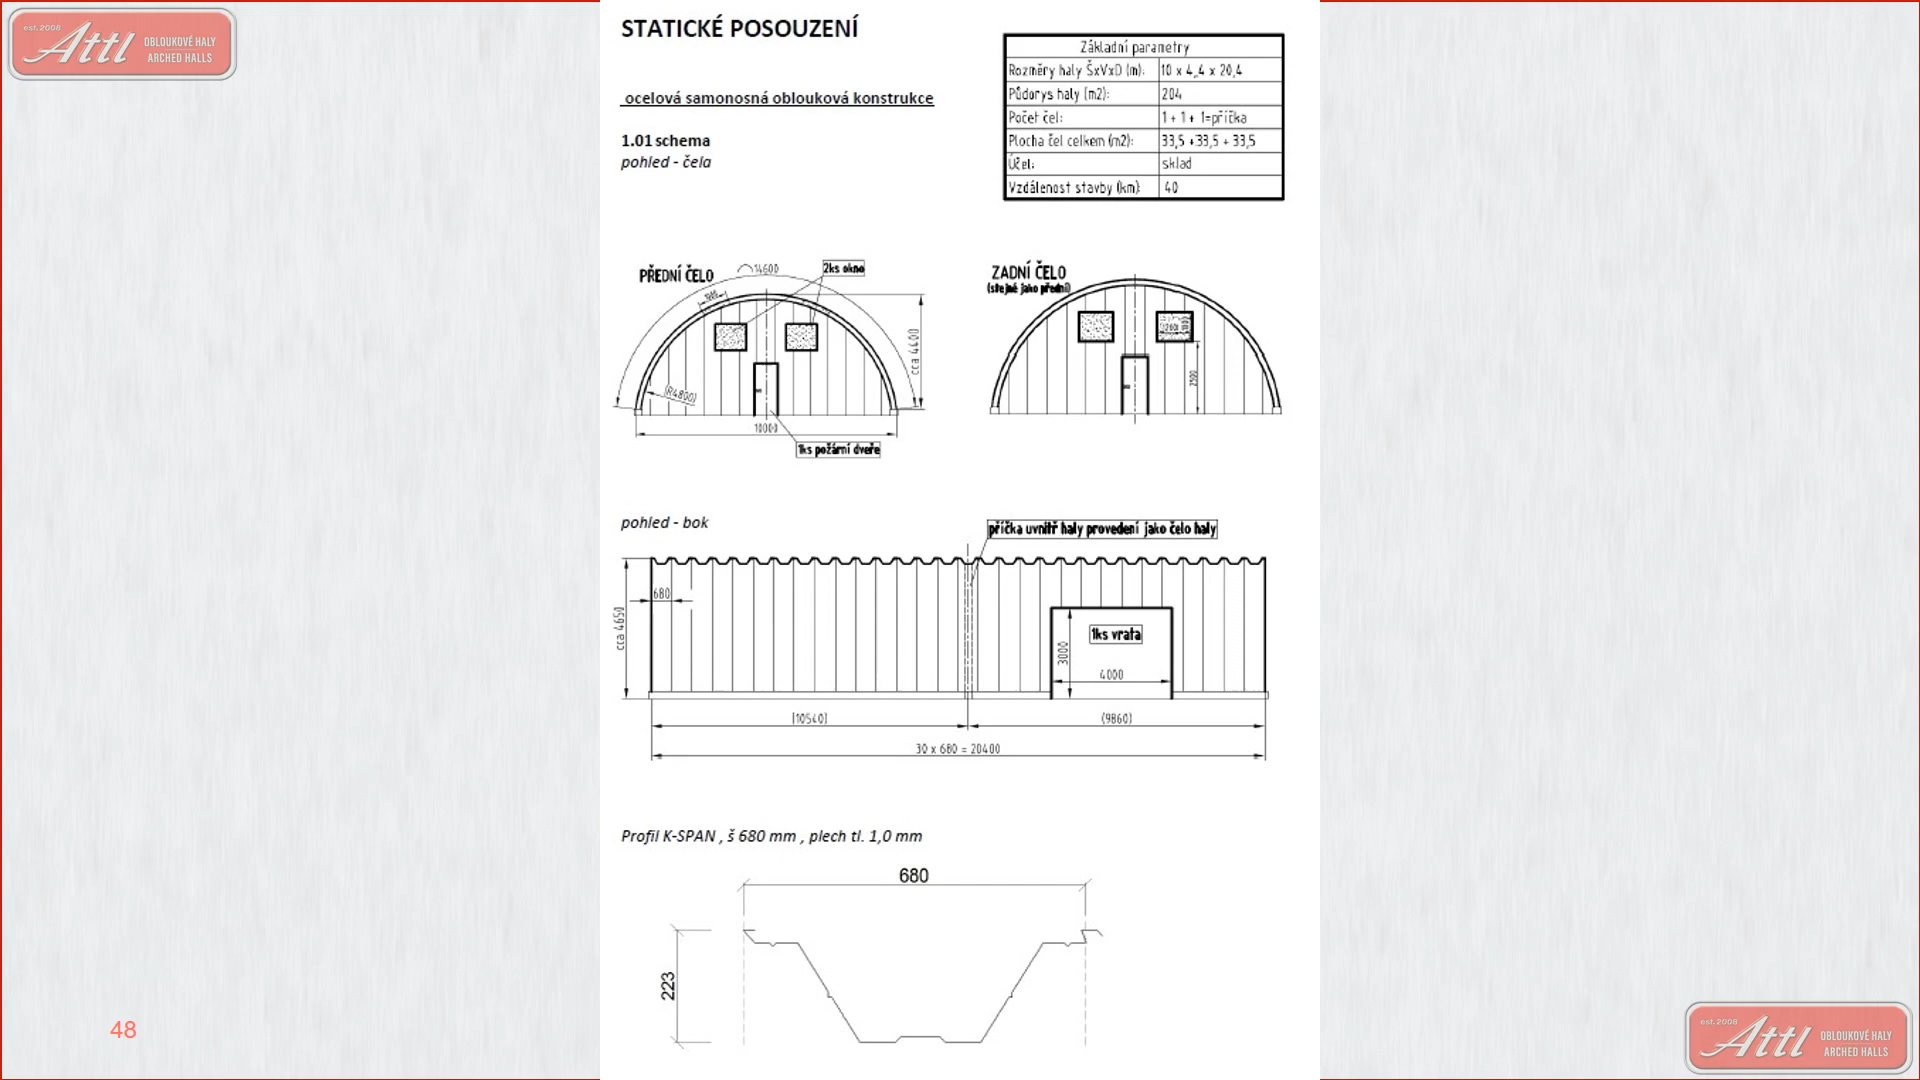 est. 2008
Attl
OBLOUKOVÉ HALY
ARCHED HALLS
STATICKÉ POSOUZENÍ
ocelová samonosná oblouková konstrukce
1.01 schema
pohled - čela
Základní parametry
Rozměry haly ŠxVxD (m): 10 x 4,4 x 20,4
Půdorys haly (m2): 204
Počet čel: 1 + 1 + 1=příčka
Plocha čel celkem (m2): 33,5 +33,5 + 33,5
Účel: sklad
Vzdálenost stavby (km): 40
PŘEDNÍ ČELO
14600
2ks okno
cca 4400
(R4800)
10000
1ks požární dveře
ZADNÍ ČELO
(stejné jako přední)
2500
pohled - bok
příčka uvnitř haly provedení jako čelo haly
680
cca 4650
1ks vrata
3000
4000
(10540)
(9860)
30 x 680 = 20400
Profil K-SPAN , š 680 mm , plech tl. 1,0 mm
680
223
48
est. 2008
Attl
OBLOUKOVÉ HALY
ARCHED HALLS